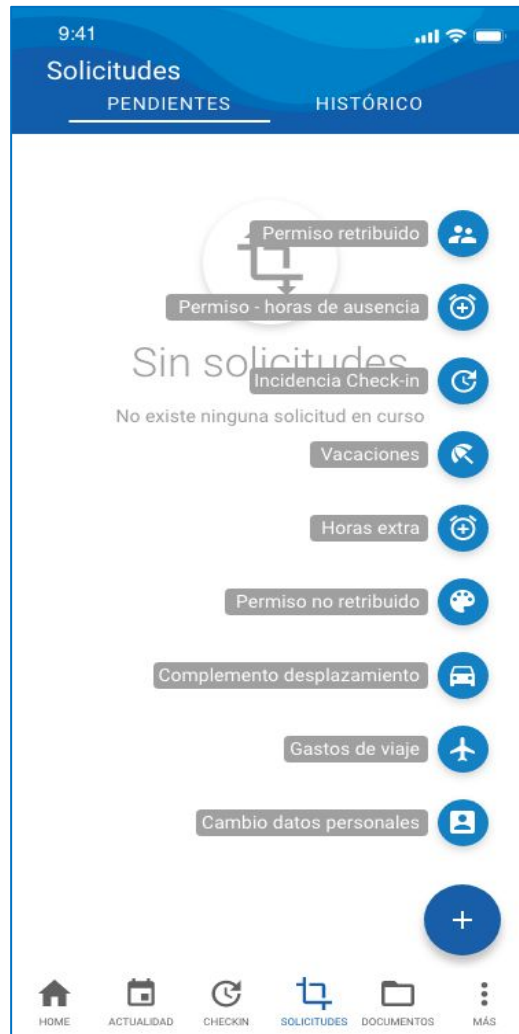 9:41
Solicitudes
PENDIENTES HISTÓRICO
Permiso retribuido
Permiso - horas de ausencia
Sin solicitudes
Incidencia Check-in
No existe ninguna solicitud en curso
Vacaciones
Horas extra
Permiso no retribuido
Complemento desplazamiento
Gastos de viaje
Cambio datos personales
+
HOME ACTUALIDAD CHECKIN SOLICITUDES DOCUMENTOS MÁS